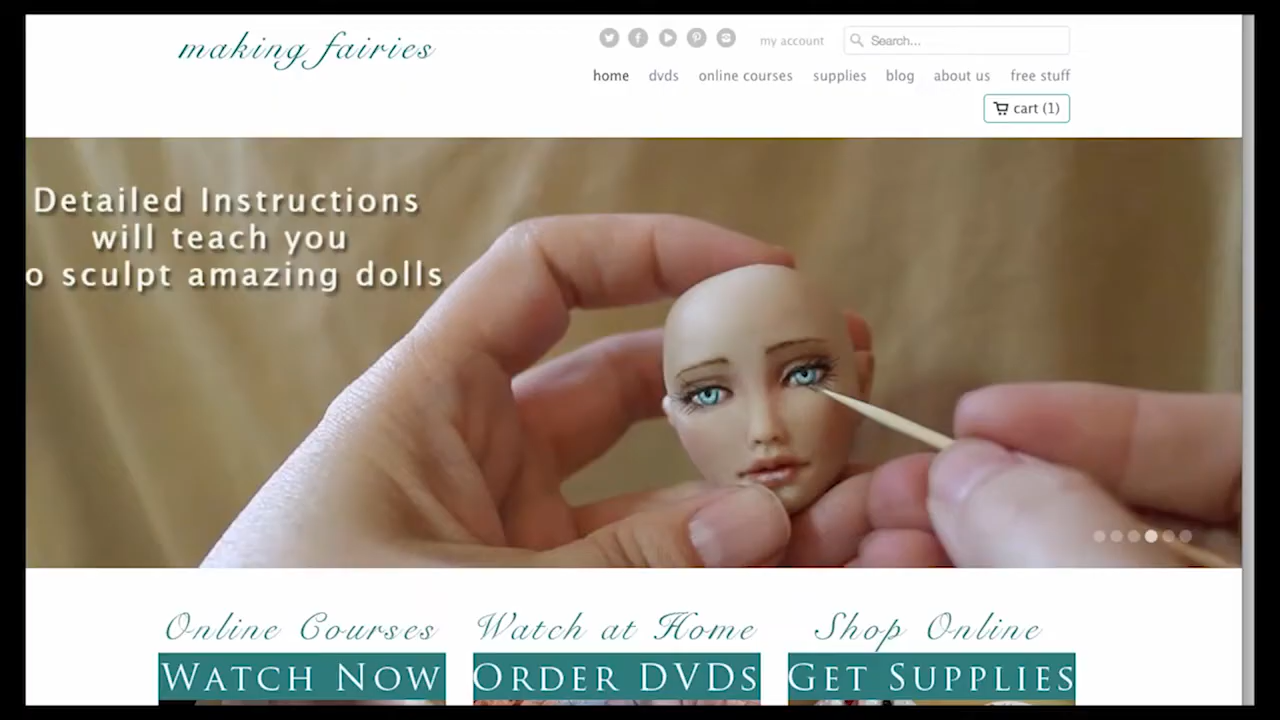 making fairies
my account
Search...
home dvds online courses supplies blog about us free stuff
cart (1)
Detailed Instructions
will teach you
o sculpt amazing dolls
Online Courses
Watch at Home
Shop Online
WATCH NOW
ORDER DVDS
GET SUPPLIES